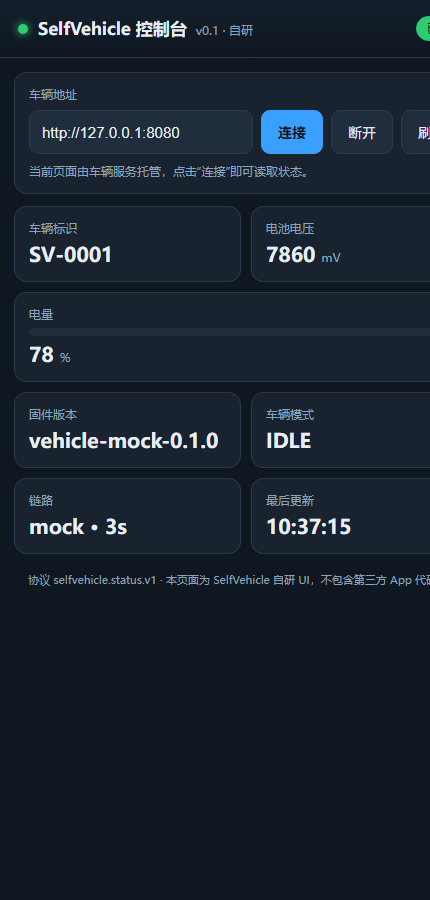 SelfVehicle 控制台 v0.1 · 自研
车辆地址
http://127.0.0.1:8080 连接 断开 刷
当前页面由车辆服务托管，点击“连接”即可读取状态。
车辆标识 电池电压
SV-0001 7860 mV
电量
78 %
固件版本 车辆模式
vehicle-mock-0.1.0 IDLE
链路 最后更新
mock • 3s 10:37:15
协议 selfvehicle.status.v1 · 本页面为 SelfVehicle 自研 UI，不包含第三方 App 代